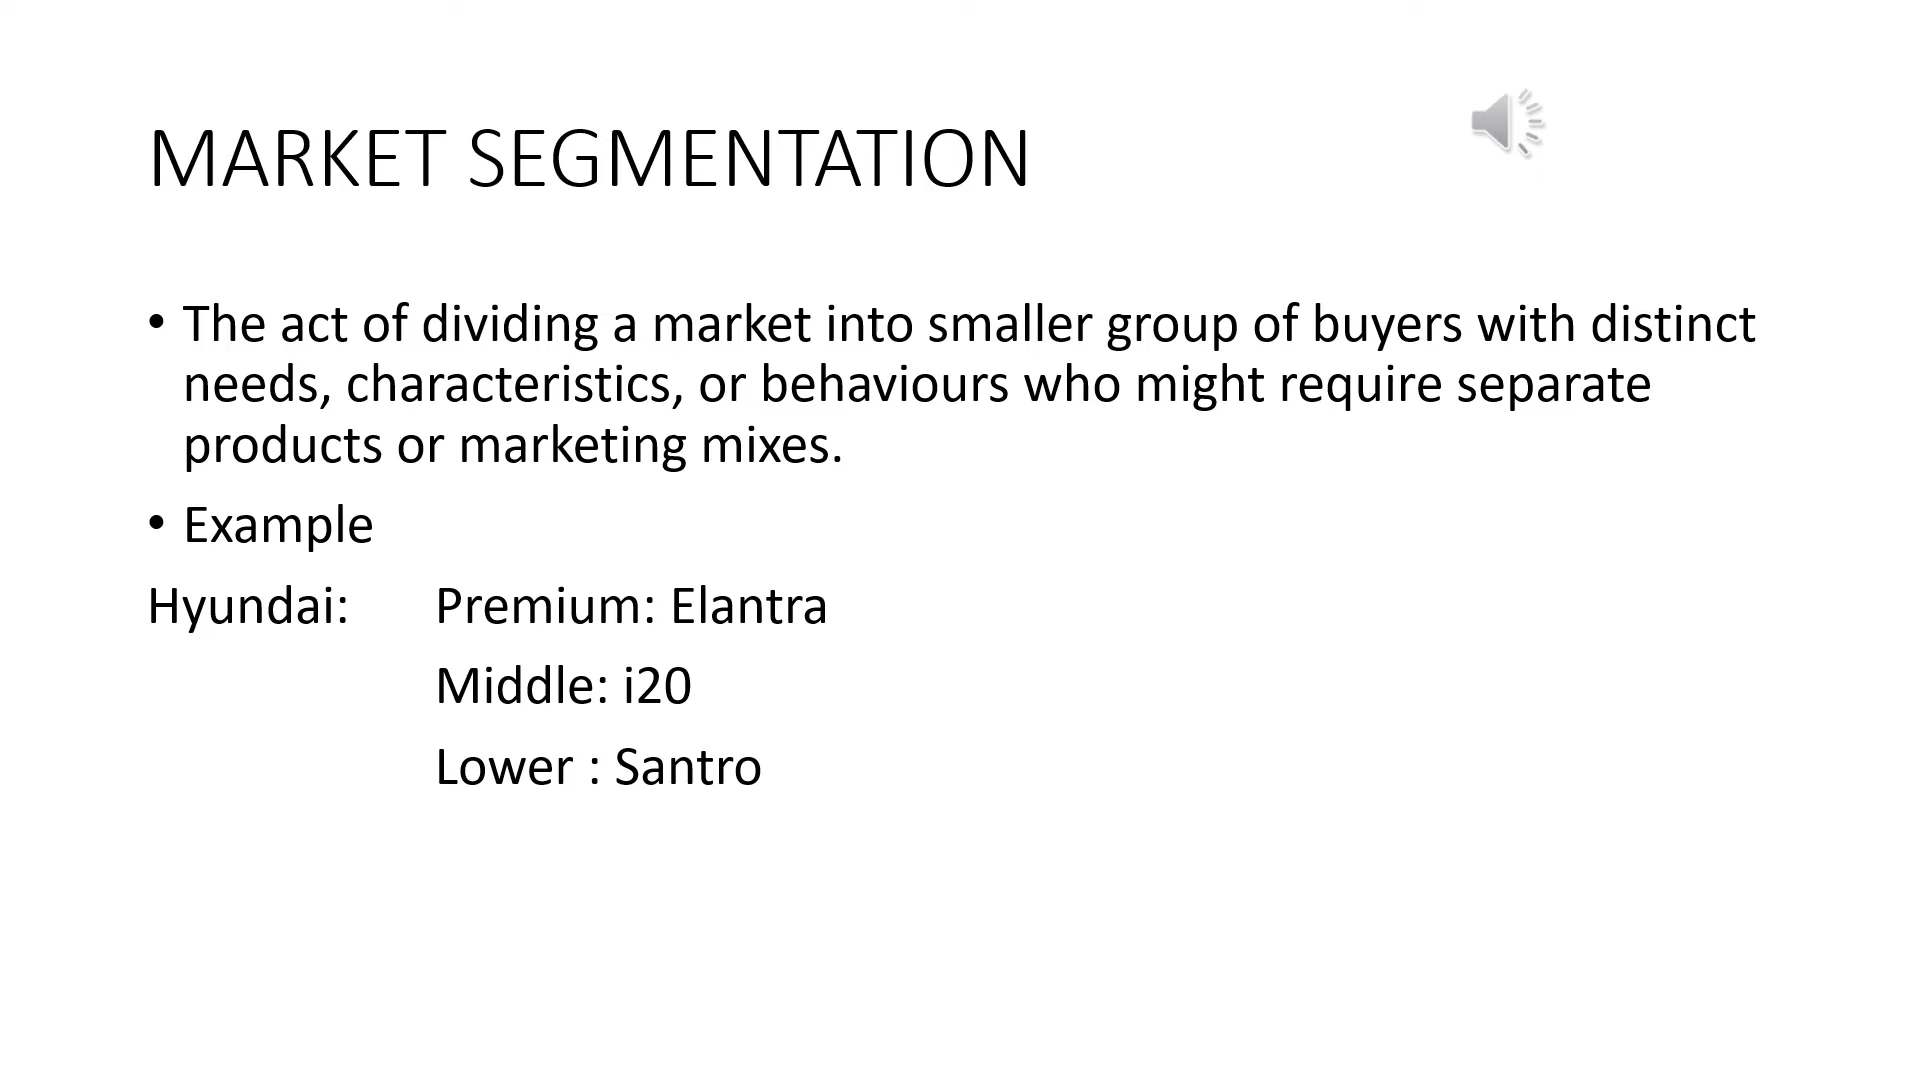 MARKET SEGMENTATION
• The act of dividing a market into smaller group of buyers with distinct
needs, characteristics, or behaviours who might require separate
products or marketing mixes.
• Example
Hyundai: Premium: Elantra
Middle: i20
Lower : Santro